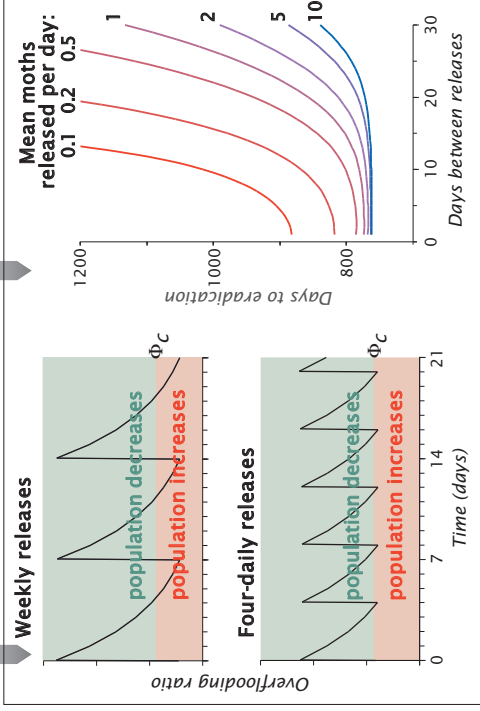 Weekly releases
population decreases
population increases
Φc
Four-daily releases
population decreases
population increases
Φc
0 7 14 21
Time (days)
Overflooding ratio
Mean moths
released per day:
0.1 0.2 0.5 1 2 5 10
1200
1000
800
Days to eradication
0 10 20 30
Days between releases